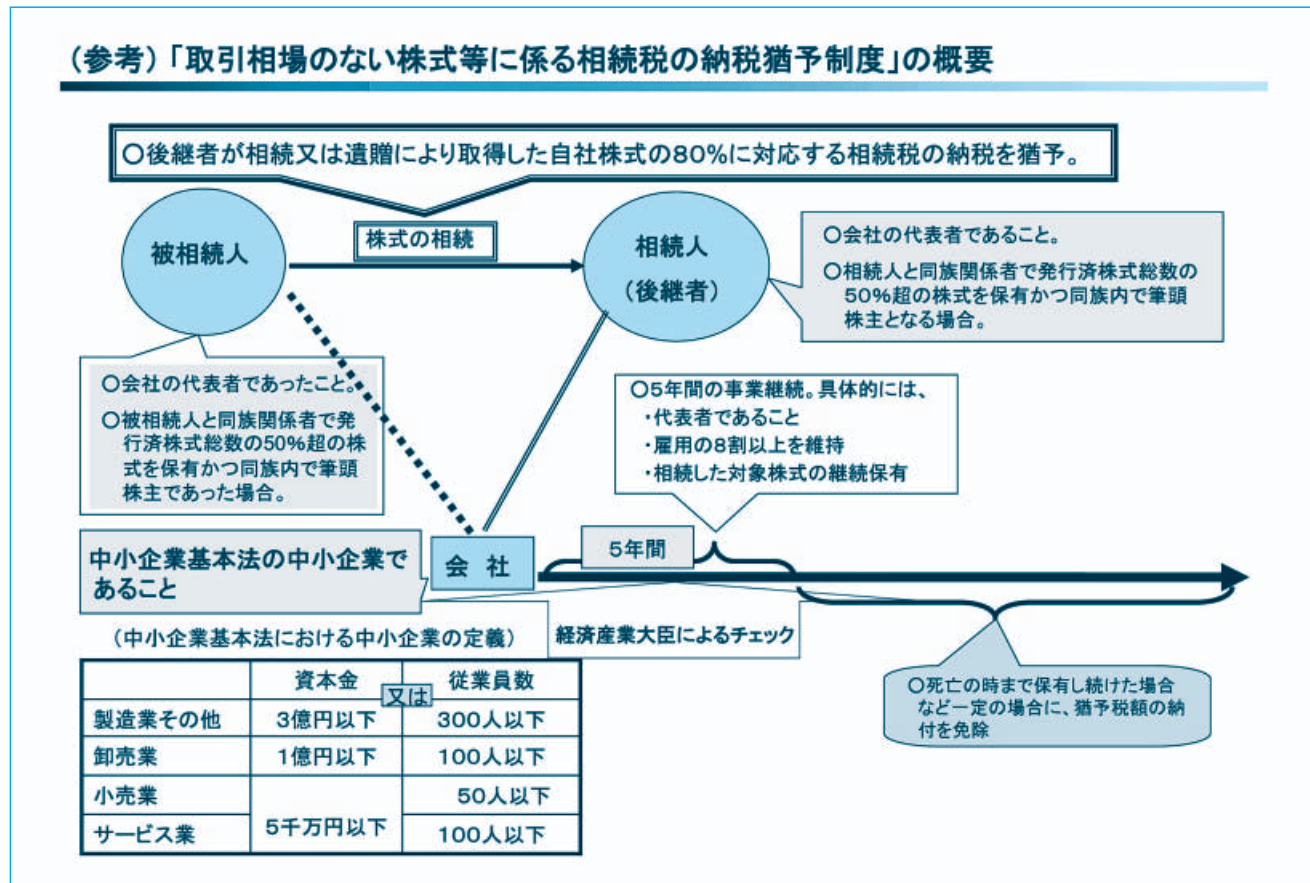 (参考)「取引相場のない株式等に係る相続税の納税猶予制度」の概要
○後継者が相続又は遺贈により取得した自社株式の80%に対応する相続税の納税を猶予。
被相続人
株式の相続
相続人
(後継者)
○会社の代表者であること。
○相続人と同族関係者で発行済株式総数の
50%超の株式を保有かつ同族内で筆頭
株主となる場合。
○会社の代表者であったこと。
○被相続人と同族関係者で発
行済株式総数の50%超の株
式を保有かつ同族内で筆頭
株主であった場合。
○5年間の事業継続。具体的には、
・代表者であること
・雇用の8割以上を維持
・相続した対象株式の継続保有
中小企業基本法の中小企業で
あること
会 社
5年間
経済産業大臣によるチェック
(中小企業基本法における中小企業の定義)
資本金 又は 従業員数
製造業その他 3億円以下 300人以下
卸売業 1億円以下 100人以下
小売業 50人以下
5千万円以下
サービス業 100人以下
○死亡の時まで保有し続けた場合
など一定の場合に、猶予税額の納
付を免除